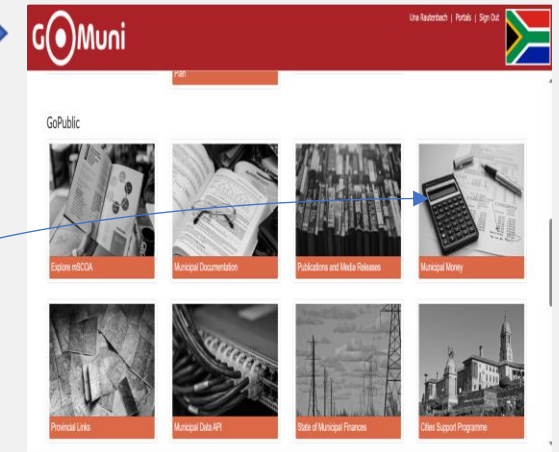 GOMuni
Una Rautenbach | Portals | Sign Out
Plan
GoPublic
Explore mSCOA
Municipal Documentation
Publications and Media Releases
Municipal Money
Provincial Links
Municipal Data API
State of Municipal Finances
Cities Support Programme